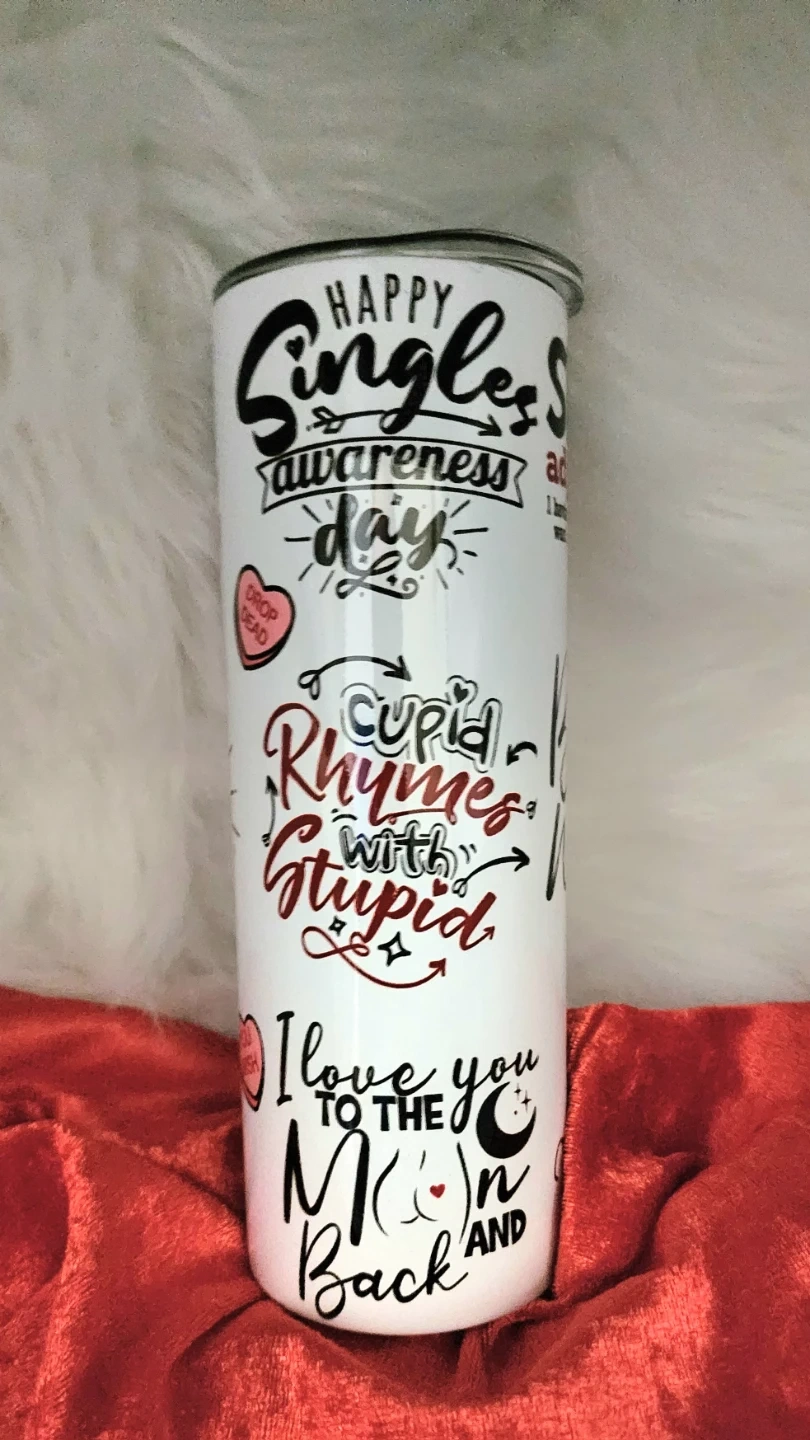 HAPPY
Singles
awareness
day
DROP
DEAD
cupid
Rhymes
with
Stupid
I love you
TO THE
M( )n
AND
Back